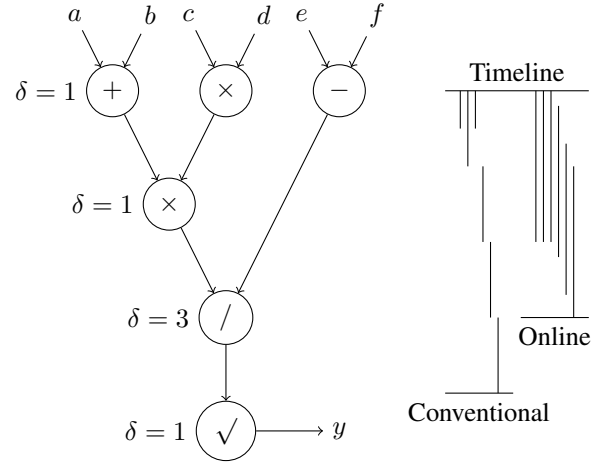 a b c d e f
Timeline
δ = 1 + × −
δ = 1 ×
δ = 3 /
Online
Conventional
δ = 1 √ y